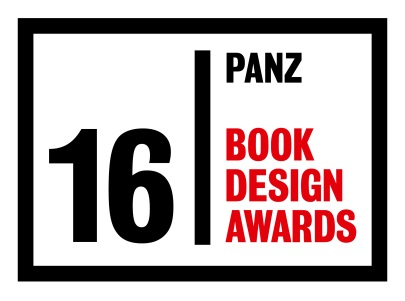 16
PANZ
BOOK
DESIGN
AWARDS